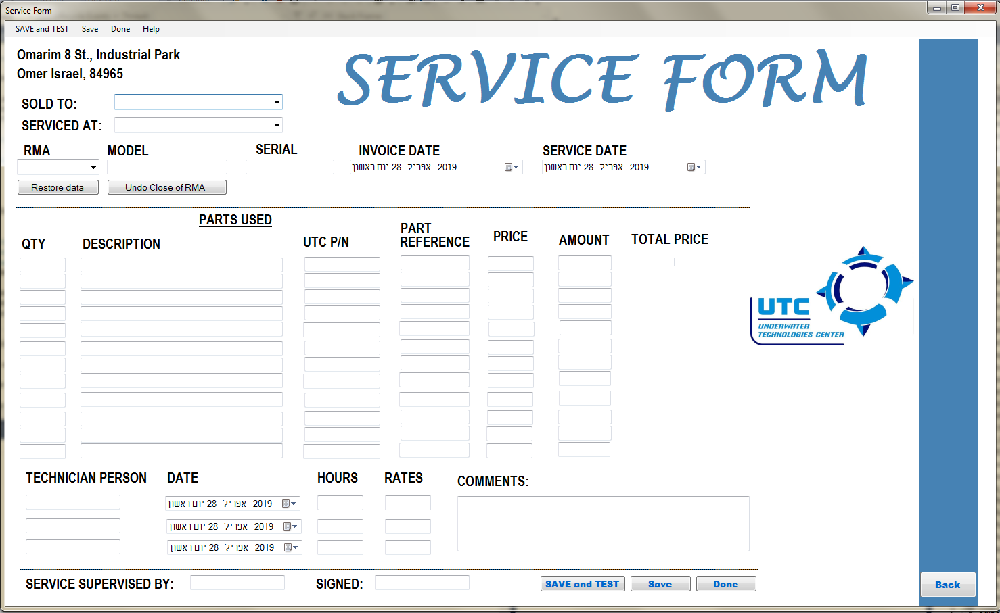 Service Form
SAVE and TEST Save Done Help
Omarim 8 St., Industrial Park
Omer Israel, 84965
SERVICE FORM
SOLD TO:
SERVICED AT:
RMA MODEL SERIAL INVOICE DATE SERVICE DATE
יום ראשון 28 אפריל 2019 יום ראשון 28 אפריל 2019
Restore data Undo Close of RMA
PARTS USED
QTY DESCRIPTION UTC P/N PART REFERENCE PRICE AMOUNT TOTAL PRICE
UTC
UNDERWATER
TECHNOLOGIES CENTER
TECHNICIAN PERSON DATE HOURS RATES COMMENTS:
יום ראשון 28 אפריל 2019
יום ראשון 28 אפריל 2019
יום ראשון 28 אפריל 2019
SERVICE SUPERVISED BY: SIGNED: SAVE and TEST Save Done Back